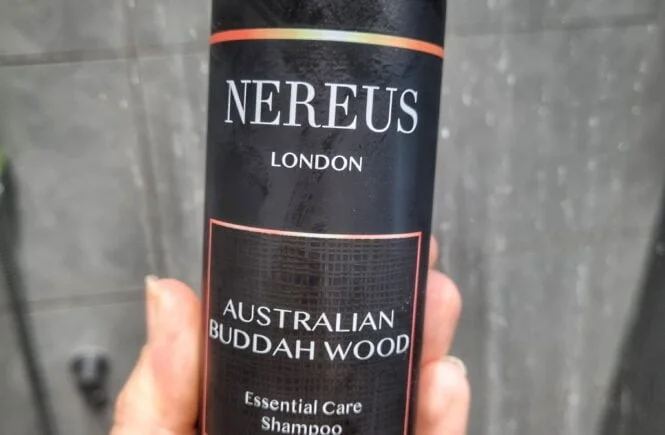 NEREUS
LONDON
AUSTRALIAN
BUDDAH WOOD
Essential Care
Shampoo